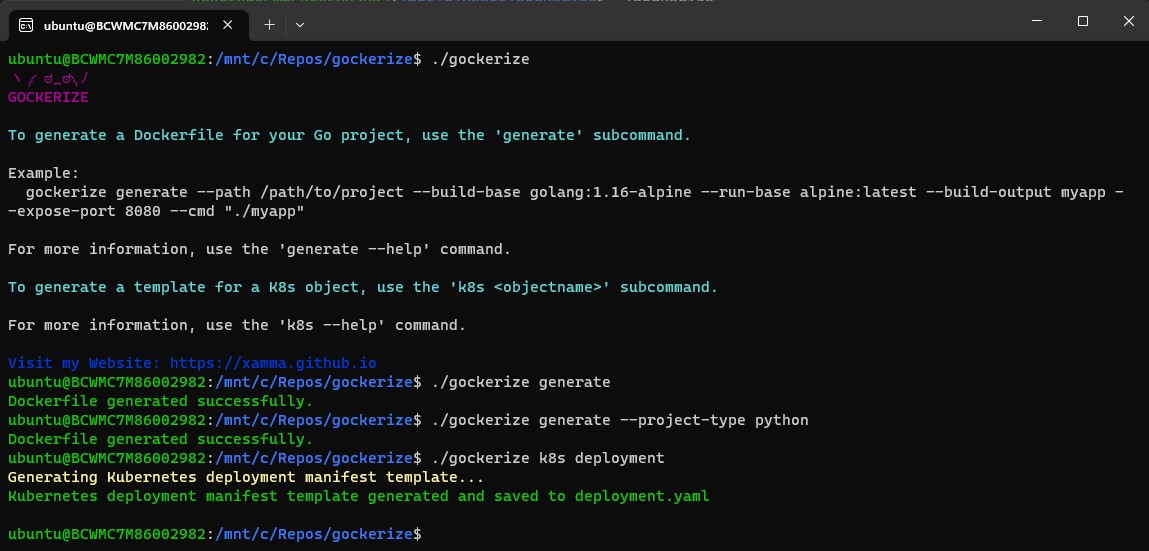 ubuntu@BCWMC7M86002982:
ubuntu@BCWMC7M86002982:/mnt/c/Repos/gockerize$ ./gockerize
GOCKERIZE
To generate a Dockerfile for your Go project, use the 'generate' subcommand.
Example:
  gockerize generate --path /path/to/project --build-base golang:1.16-alpine --run-base alpine:latest --build-output myapp -
-expose-port 8080 --cmd "./myapp"
For more information, use the 'generate --help' command.
To generate a template for a K8s object, use the 'k8s <objectname>' subcommand.
For more information, use the 'k8s --help' command.
Visit my Website: https://xamma.github.io
ubuntu@BCWMC7M86002982:/mnt/c/Repos/gockerize$ ./gockerize generate
Dockerfile generated successfully.
ubuntu@BCWMC7M86002982:/mnt/c/Repos/gockerize$ ./gockerize generate --project-type python
Dockerfile generated successfully.
ubuntu@BCWMC7M86002982:/mnt/c/Repos/gockerize$ ./gockerize k8s deployment
Generating Kubernetes deployment manifest template...
Kubernetes deployment manifest template generated and saved to deployment.yaml
ubuntu@BCWMC7M86002982:/mnt/c/Repos/gockerize$